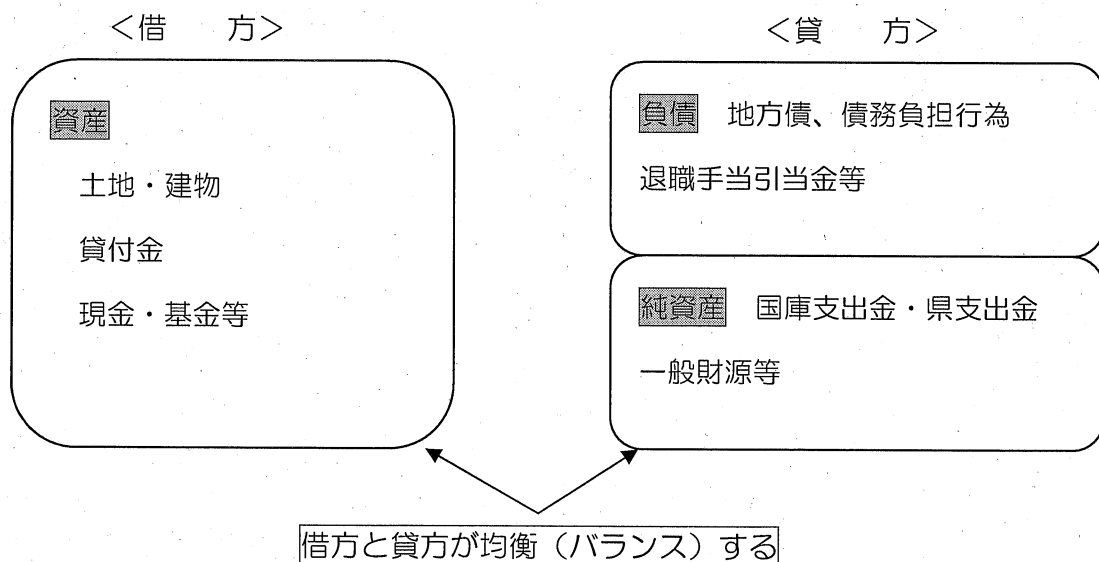 <借　方>
資産
土地・建物
貸付金
現金・基金等
<貸　方>
負債　地方債、債務負担行為
退職手当引当金等
純資産　国庫支出金・県支出金
一般財源等
借方と貸方が均衡（バランス）する